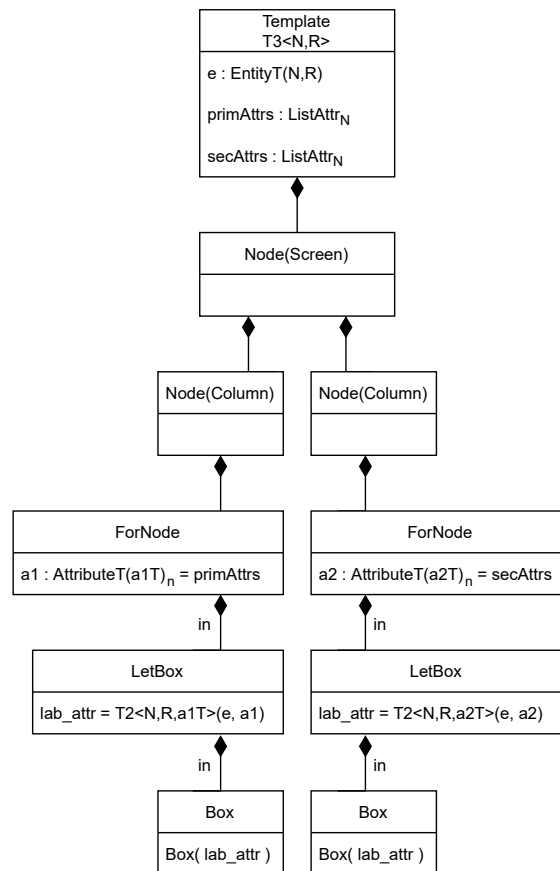 Template
T3<N,R>
e : EntityT(N,R)
primAttrs : ListAttr_N
secAttrs : ListAttr_N
Node(Screen)
Node(Column)
Node(Column)
ForNode
a1 : AttributeT(a1T)_n = primAttrs
ForNode
a2 : AttributeT(a2T)_n = secAttrs
in
in
LetBox
lab_attr = T2<N,R,a1T>(e, a1)
LetBox
lab_attr = T2<N,R,a2T>(e, a2)
in
in
Box
Box( lab_attr )
Box
Box( lab_attr )